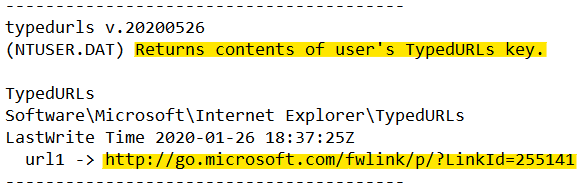 ----------------------------------------
typedurls v.20200526
(NTUSER.DAT) Returns contents of user's TypedURLs key.
TypedURLs
Software\Microsoft\Internet Explorer\TypedURLs
LastWrite Time 2020-01-26 18:37:25Z
url1 -> http://go.microsoft.com/fwlink/p/?LinkId=255141
----------------------------------------